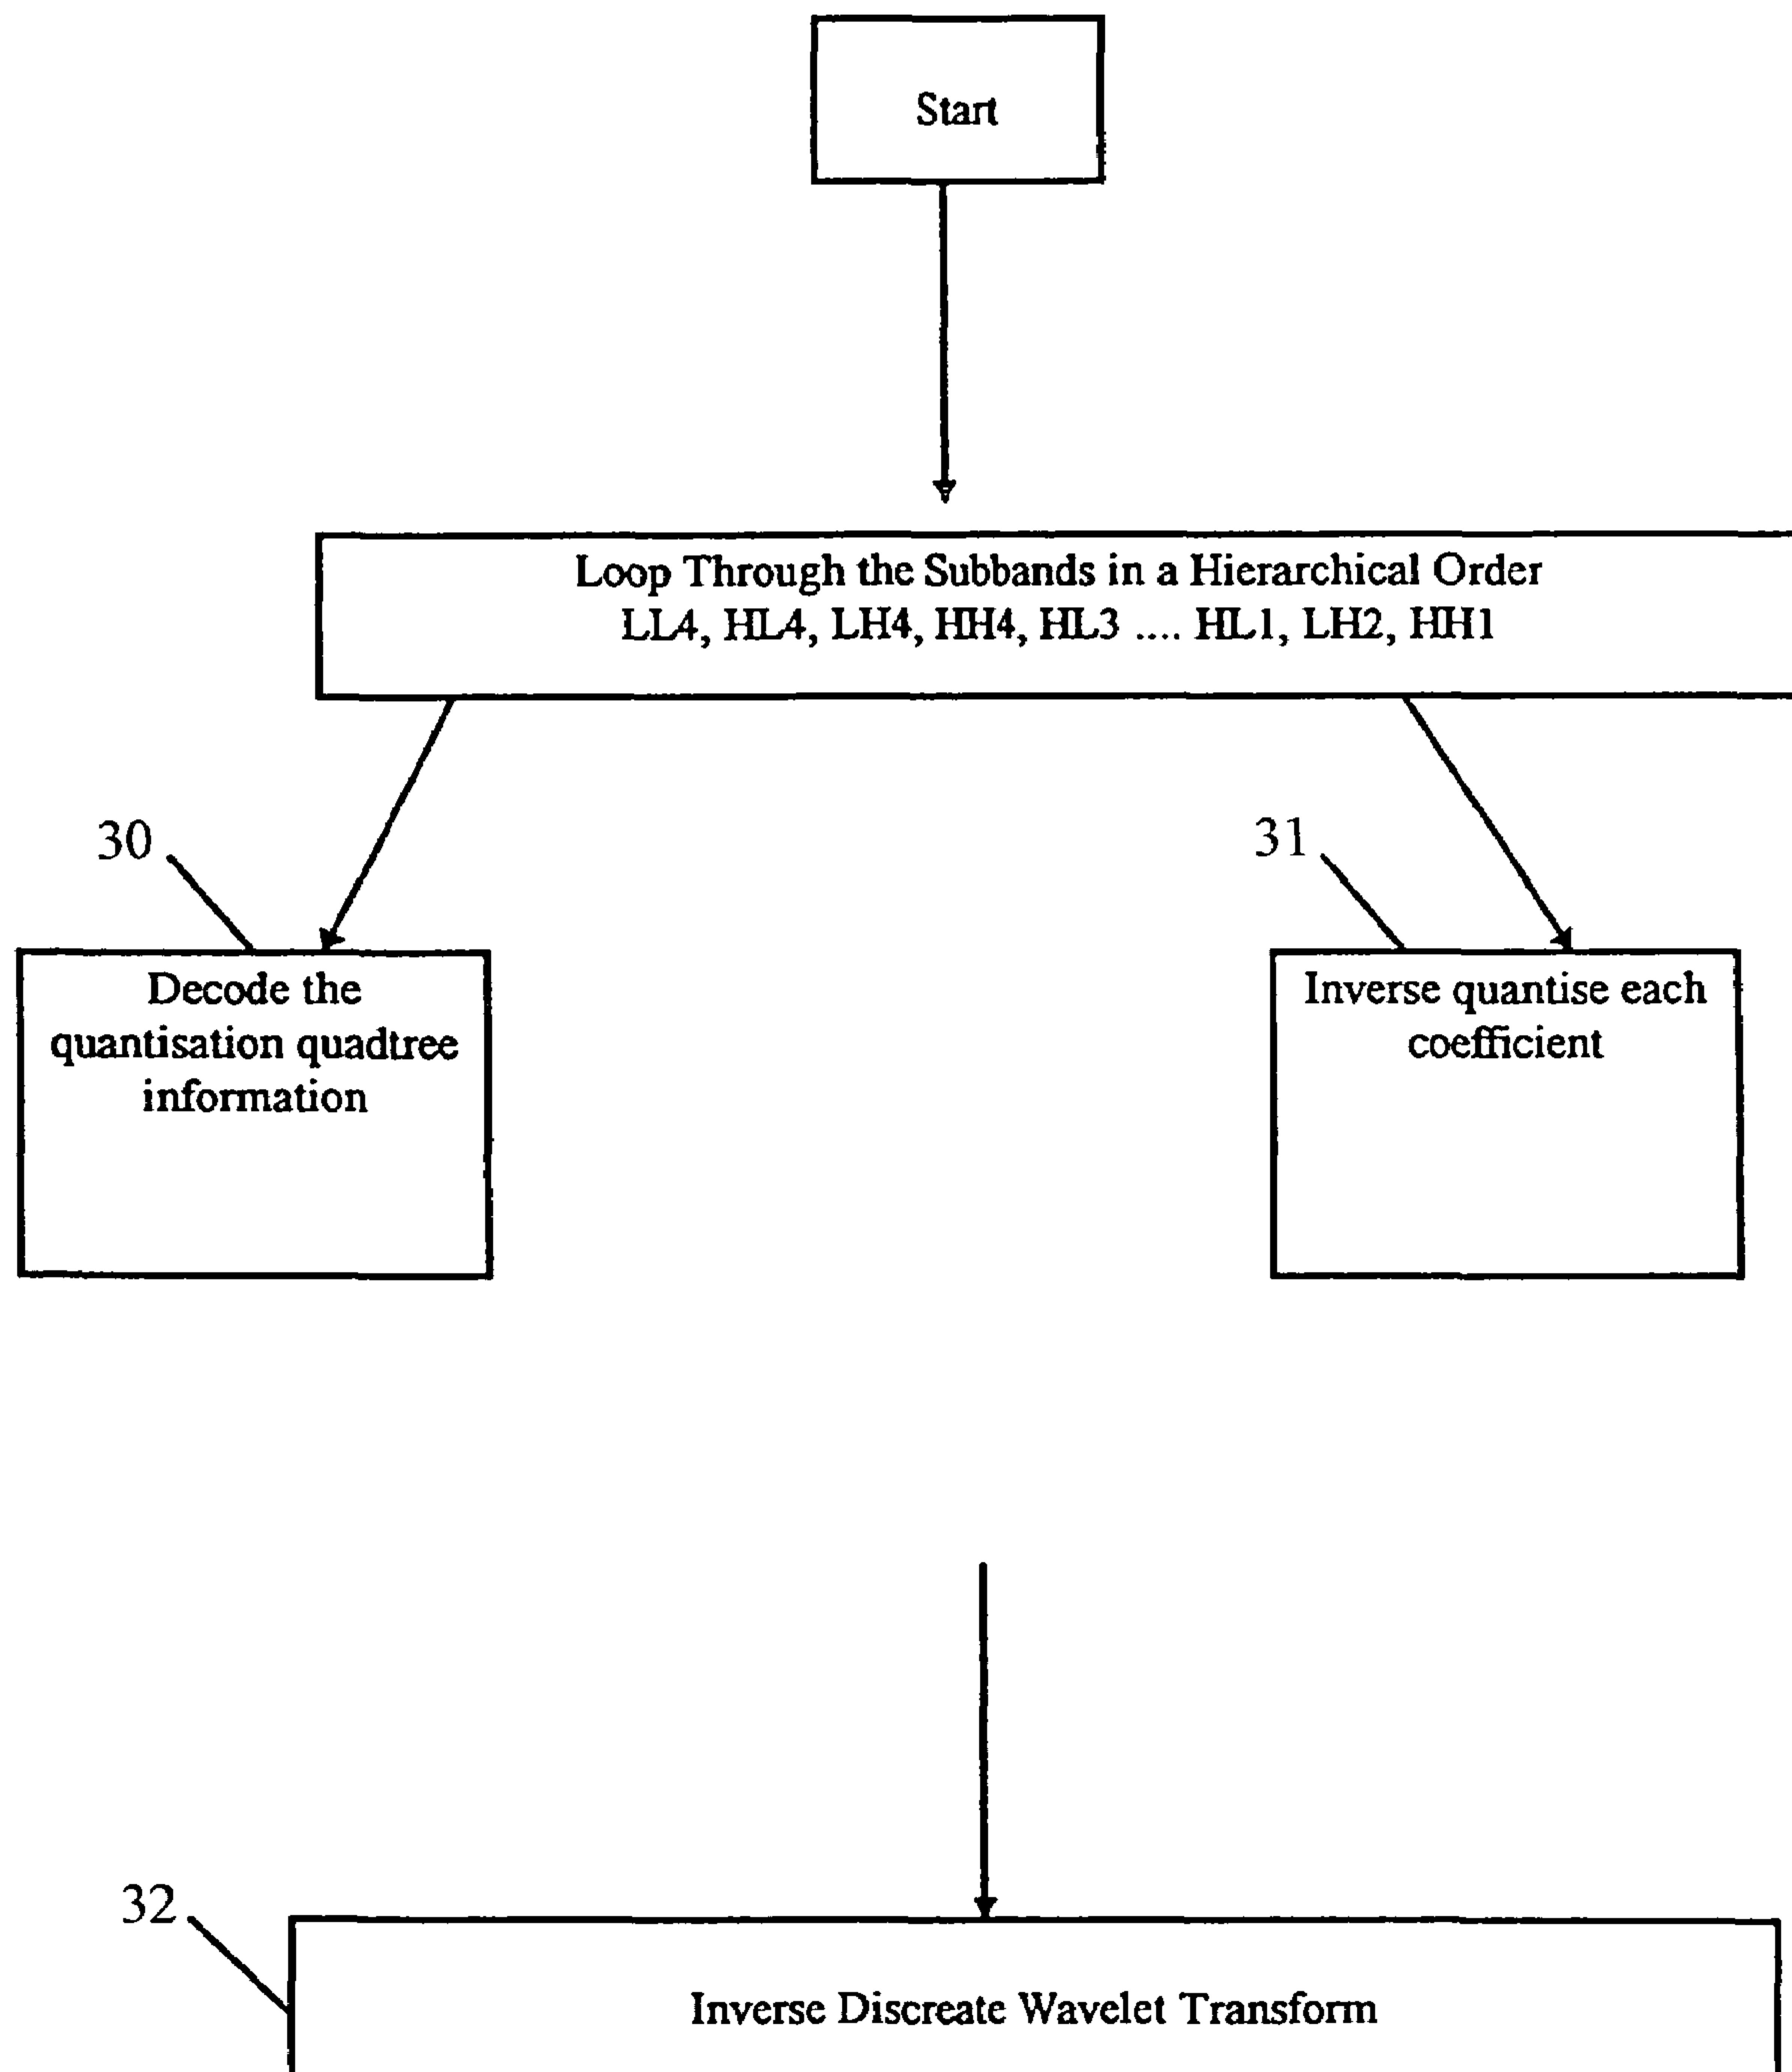 Start
Loop Through the Subbands in a Hierarchical Order
LL4, HL4, LH4, HH4, HL3 .... HL1, LH2, HH1
30
31
Decode the
quantisation quadtree
information
Inverse quantise each
coefficient
32
Inverse Discreate Wavelet Transform